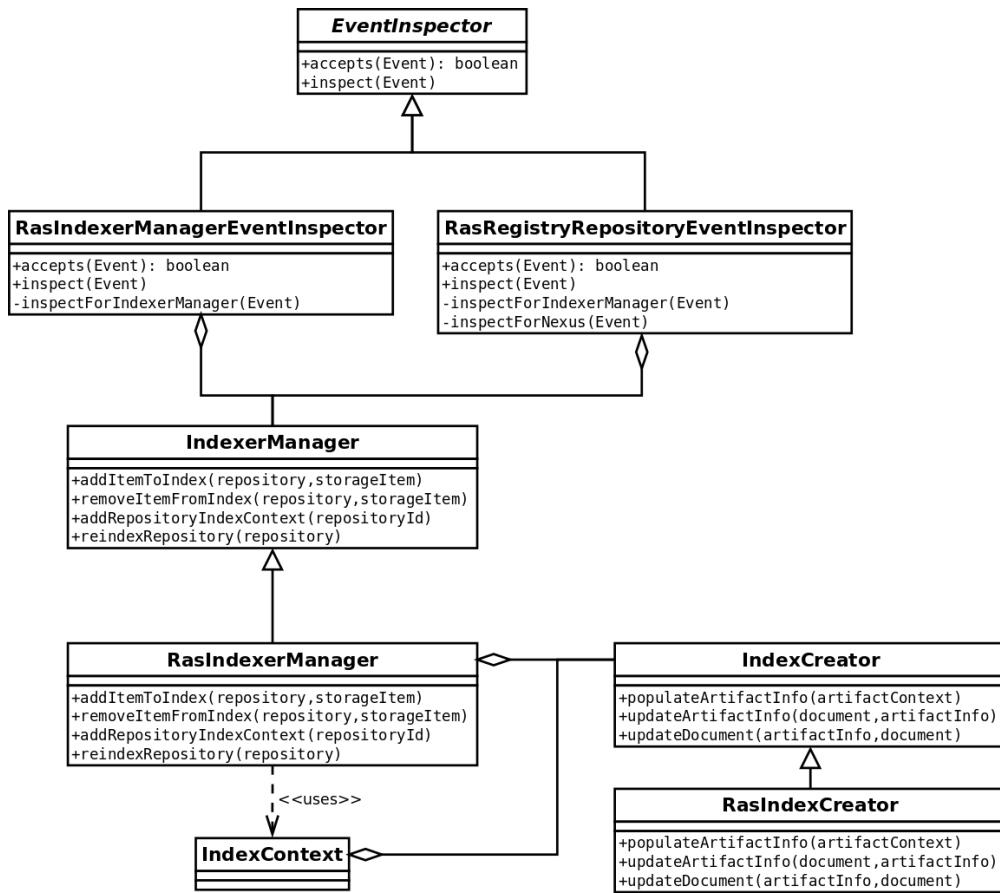 EventInspector
+accepts(Event): boolean
+inspect(Event)
RasIndexerManagerEventInspector
+accepts(Event): boolean
+inspect(Event)
-inspectForIndexerManager(Event)
RasRegistryRepositoryEventInspector
+accepts(Event): boolean
+inspect(Event)
-inspectForIndexerManager(Event)
-inspectForNexus(Event)
IndexerManager
+addItemToIndex(repository,storageItem)
+removeItemFromIndex(repository,storageItem)
+addRepositoryIndexContext(repositoryId)
+reindexRepository(repository)
RasIndexerManager
+addItemToIndex(repository,storageItem)
+removeItemFromIndex(repository,storageItem)
+addRepositoryIndexContext(repositoryId)
+reindexRepository(repository)
IndexCreator
+populateArtifactInfo(artifactContext)
+updateArtifactInfo(document,artifactInfo)
+updateDocument(artifactInfo,document)
<<uses>>
RasIndexCreator
+populateArtifactInfo(artifactContext)
+updateArtifactInfo(document,artifactInfo)
+updateDocument(artifactInfo,document)
IndexContext